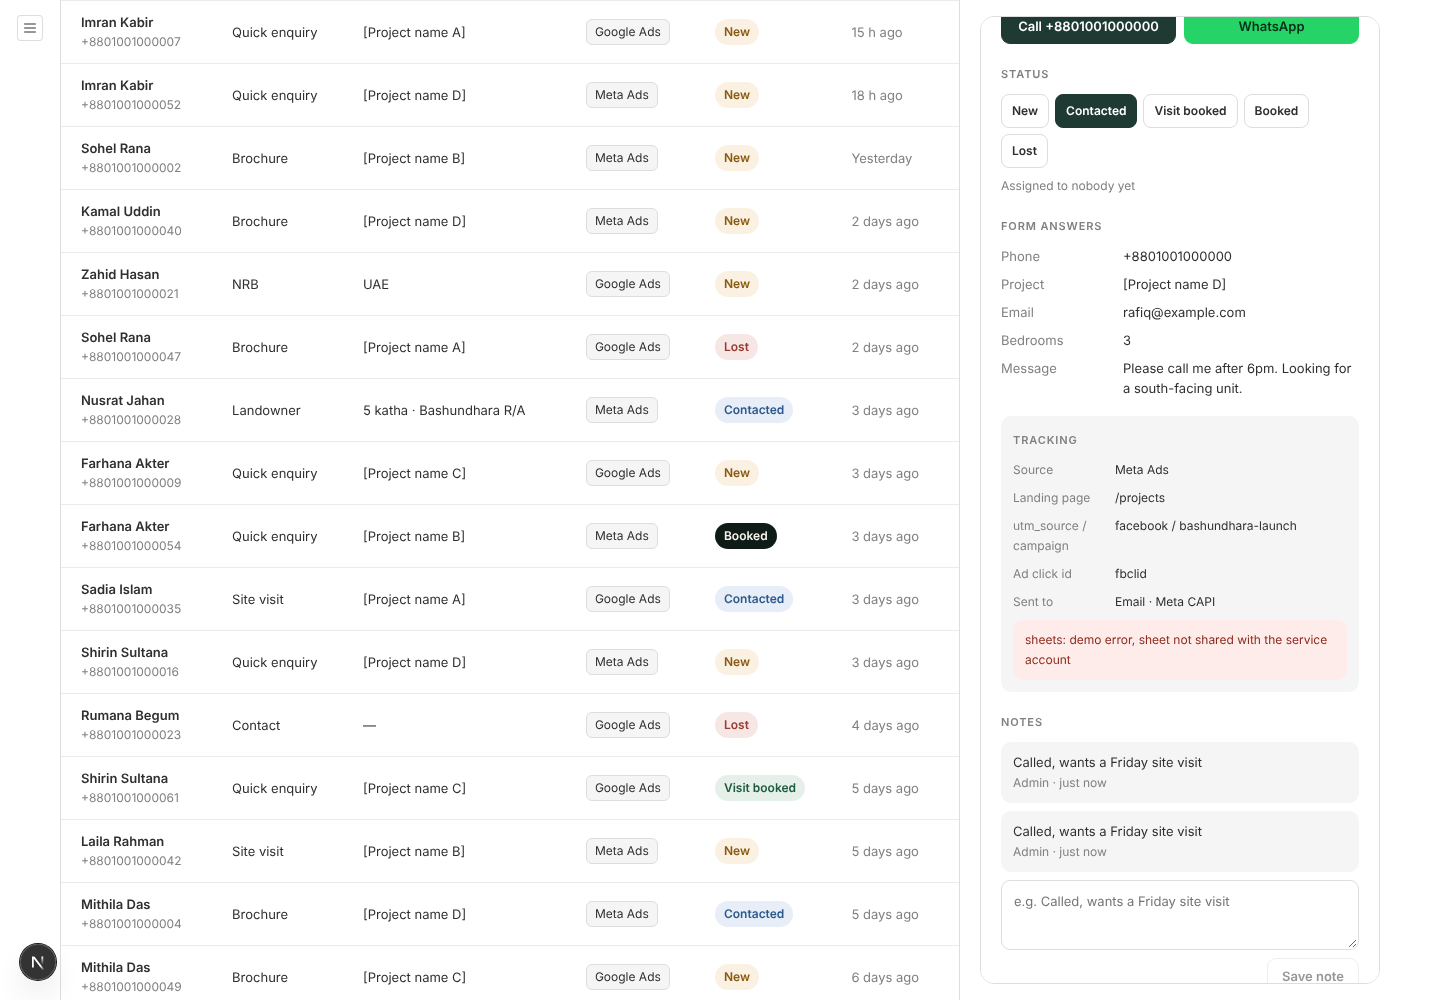 Imran Kabir
+8801001000007
Quick enquiry
[Project name A]
Google Ads
New
15 h ago
Imran Kabir
+8801001000052
Quick enquiry
[Project name D]
Meta Ads
New
18 h ago
Sohel Rana
+8801001000002
Brochure
[Project name B]
Meta Ads
New
Yesterday
Kamal Uddin
+8801001000040
Brochure
[Project name D]
Meta Ads
New
2 days ago
Zahid Hasan
+8801001000021
NRB
UAE
Google Ads
New
2 days ago
Sohel Rana
+8801001000047
Brochure
[Project name A]
Google Ads
Lost
2 days ago
Nusrat Jahan
+8801001000028
Landowner
5 katha · Bashundhara R/A
Meta Ads
Contacted
3 days ago
Farhana Akter
+8801001000009
Quick enquiry
[Project name C]
Google Ads
New
3 days ago
Farhana Akter
+8801001000054
Quick enquiry
[Project name B]
Meta Ads
Booked
3 days ago
Sadia Islam
+8801001000035
Site visit
[Project name A]
Google Ads
Contacted
3 days ago
Shirin Sultana
+8801001000016
Quick enquiry
[Project name D]
Meta Ads
New
3 days ago
Rumana Begum
+8801001000023
Contact
—
Google Ads
Lost
4 days ago
Shirin Sultana
+8801001000061
Quick enquiry
[Project name C]
Google Ads
Visit booked
5 days ago
Laila Rahman
+8801001000042
Site visit
[Project name B]
Meta Ads
New
5 days ago
Mithila Das
+8801001000004
Brochure
[Project name D]
Meta Ads
Contacted
5 days ago
Mithila Das
+8801001000049
Brochure
[Project name C]
Google Ads
New
6 days ago
N
Call +8801001000000
WhatsApp
STATUS
New
Contacted
Visit booked
Booked
Lost
Assigned to nobody yet
FORM ANSWERS
Phone
+8801001000000
Project
[Project name D]
Email
rafiq@example.com
Bedrooms
3
Message
Please call me after 6pm. Looking for
a south-facing unit.
TRACKING
Source
Meta Ads
Landing page
/projects
utm_source /
campaign
facebook / bashundhara-launch
Ad click id
fbclid
Sent to
Email · Meta CAPI
sheets: demo error, sheet not shared with the service
account
NOTES
Called, wants a Friday site visit
Admin · just now
Called, wants a Friday site visit
Admin · just now
e.g. Called, wants a Friday site visit
Save note